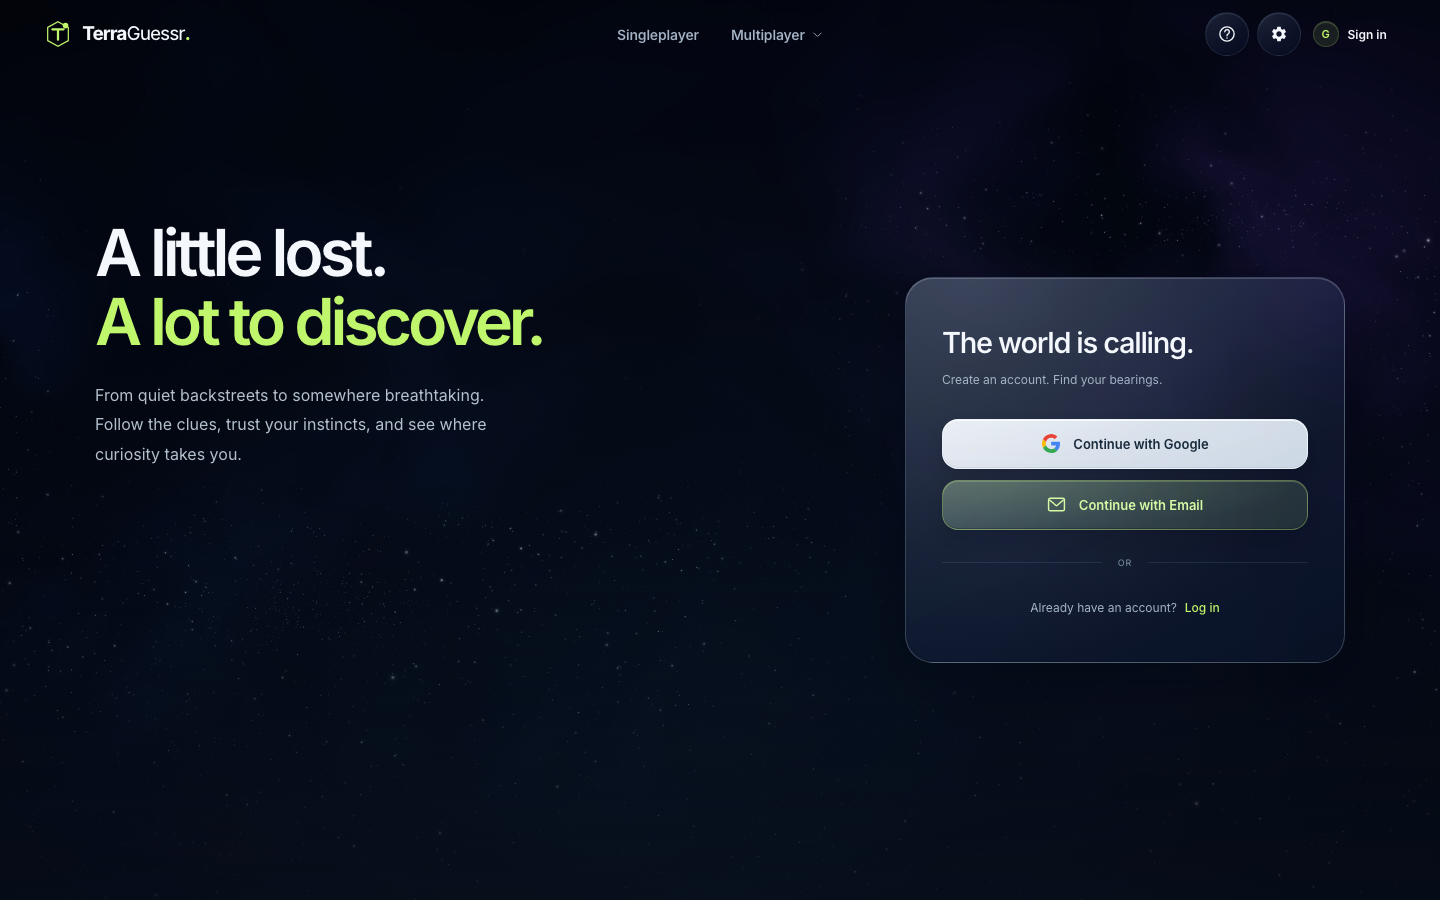 TerraGuessr.
Singleplayer
Multiplayer
G
Sign in
A little lost.
A lot to discover.
From quiet backstreets to somewhere breathtaking.
Follow the clues, trust your instincts, and see where
curiosity takes you.
The world is calling.
Create an account. Find your bearings.
Continue with Google
Continue with Email
OR
Already have an account? Log in